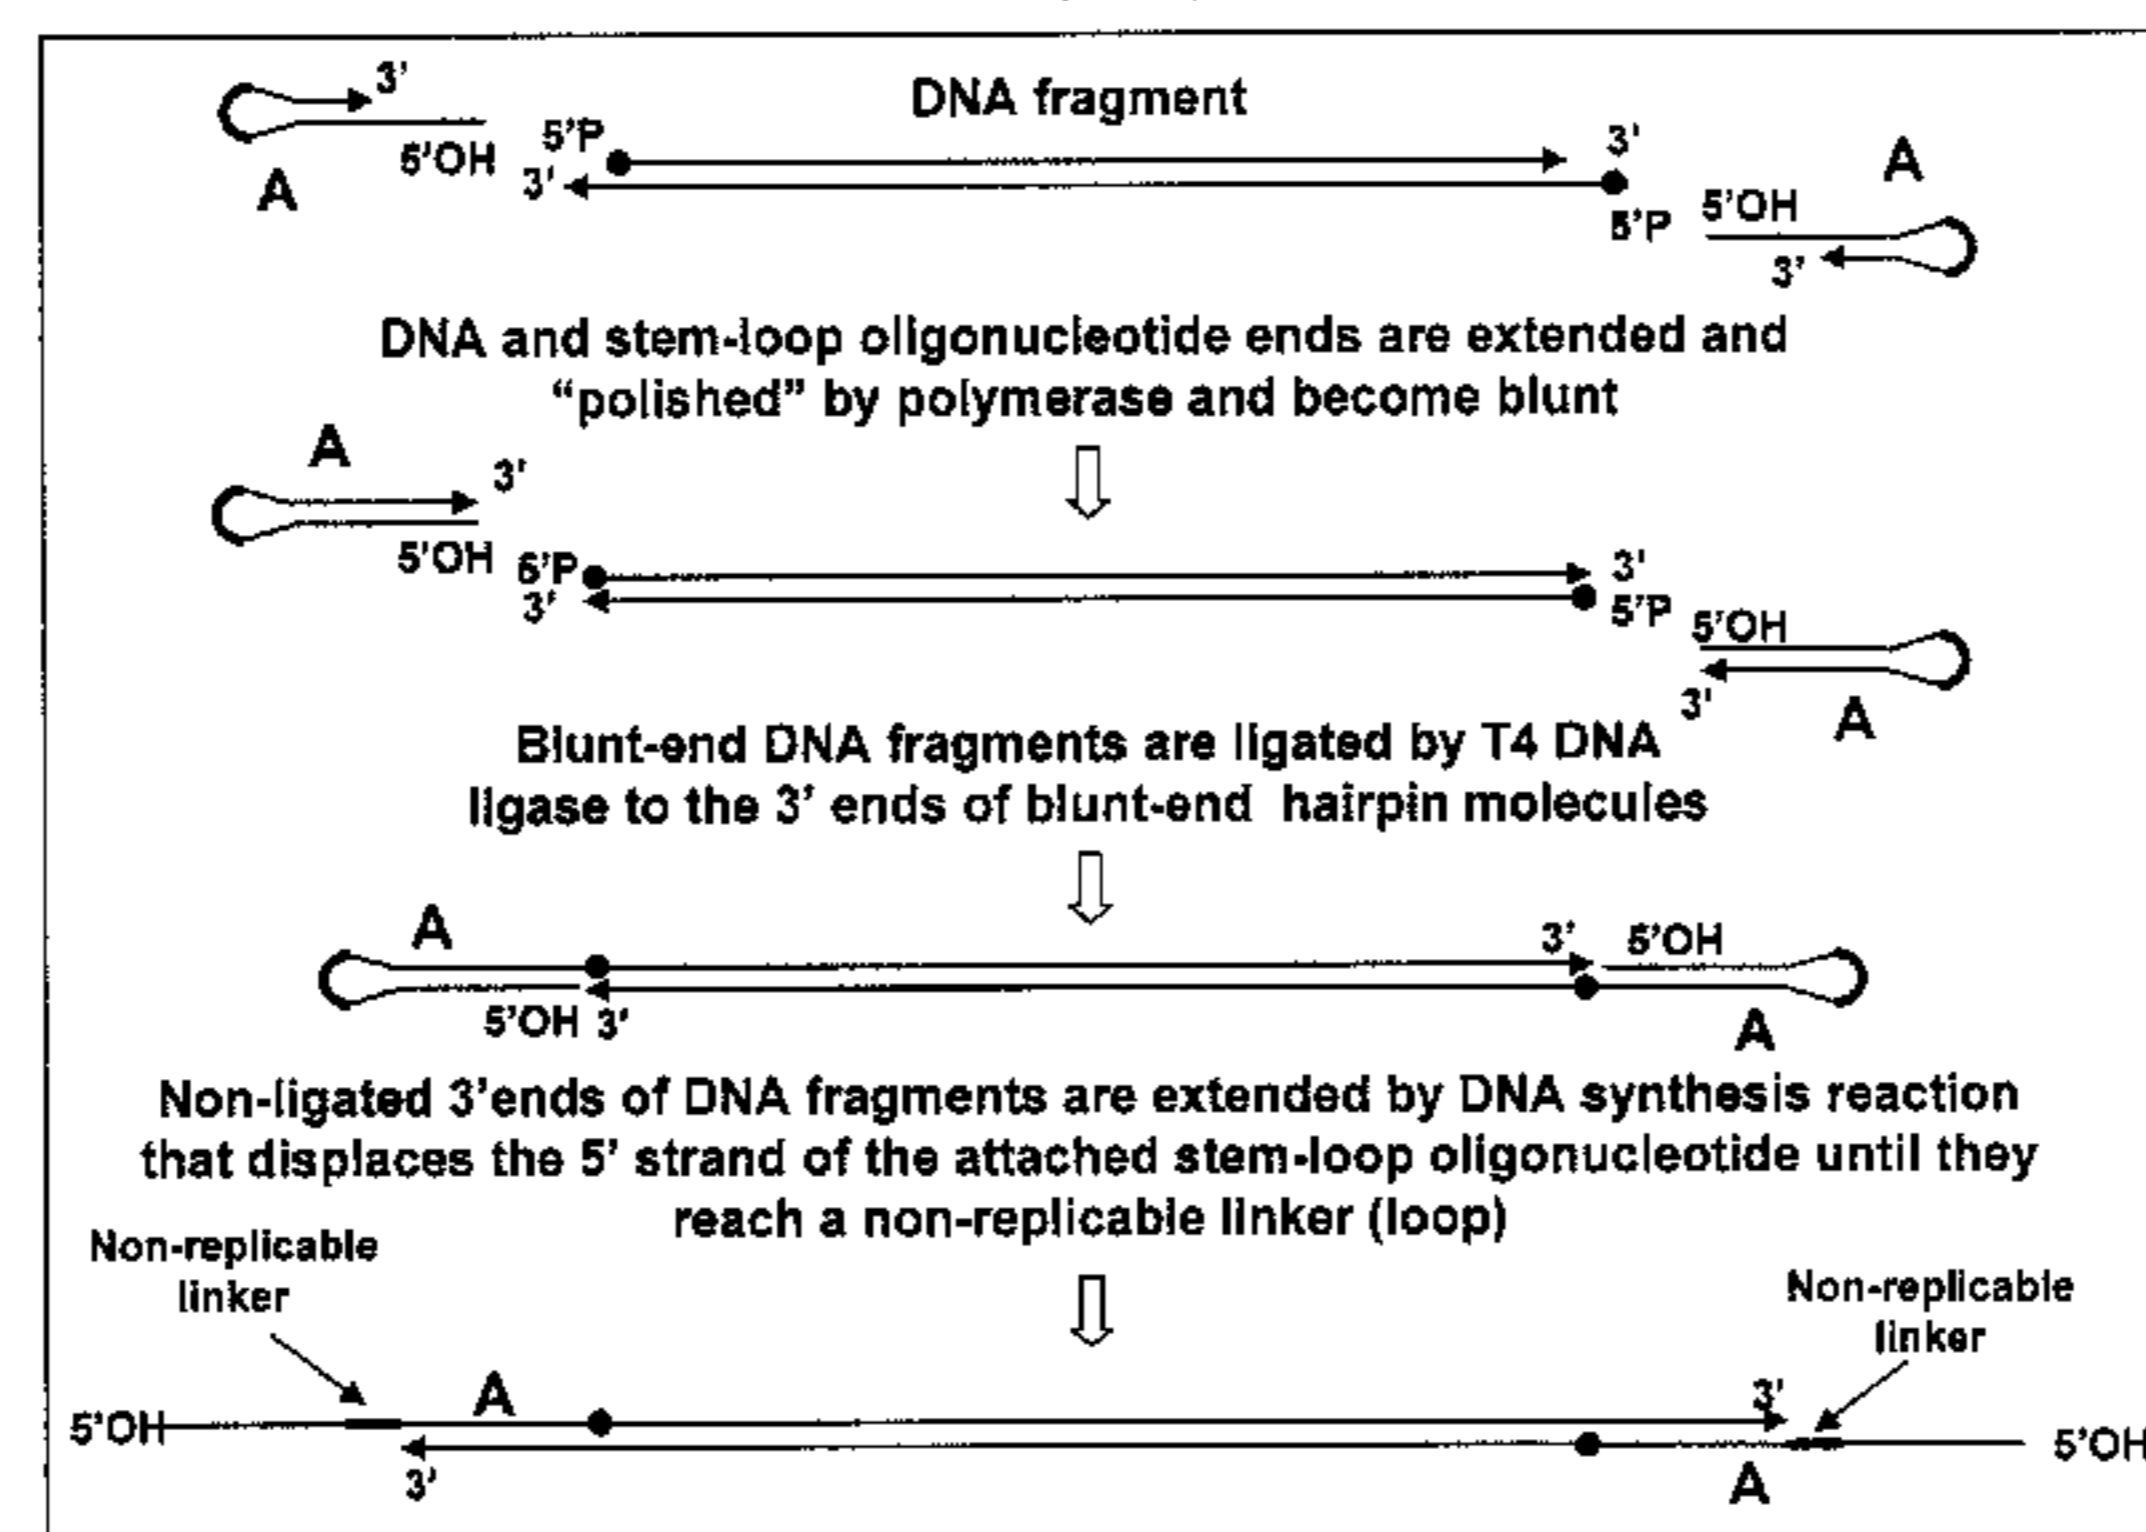 3'
DNA fragment
5'P
3'
5'OH
A
3'
A
5'OH
5'P
A
3'
3'
DNA and stem-loop oligonucleotide ends are extended and
"polished" by polymerase and become blunt
A
3'
5'OH
5'P
3'
3'
5'P
5'OH
3'
A
Blunt-end DNA fragments are ligated by T4 DNA
ligase to the 3' ends of blunt-end hairpin molecules
A
3'
5'OH
5'OH 3'
A
Non-ligated 3'ends of DNA fragments are extended by DNA synthesis reaction
that displaces the 5' strand of the attached stem-loop oligonucleotide until they
reach a non-replicable linker (loop)
Non-replicable
linker
Non-replicable
linker
A
3'
5'OH
5'OH
3'
A